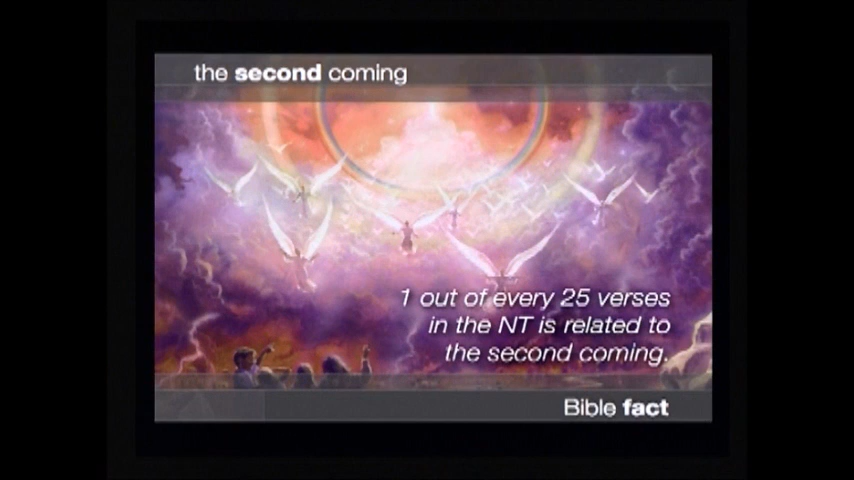 the second coming
1 out of every 25 verses
in the NT is related to
the second coming.
Bible fact